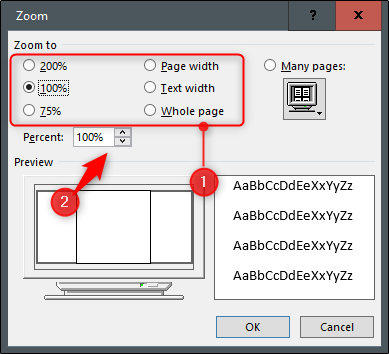 Zoom ? x
Zoom to
200% Page width Many pages:
100% Text width
75% Whole page
Percent: 100%
1
Preview
2
AaBbCcDdEeXxYyZz
AaBbCcDdEeXxYyZz
AaBbCcDdEeXxYyZz
AaBbCcDdEeXxYyZz
OK Cancel